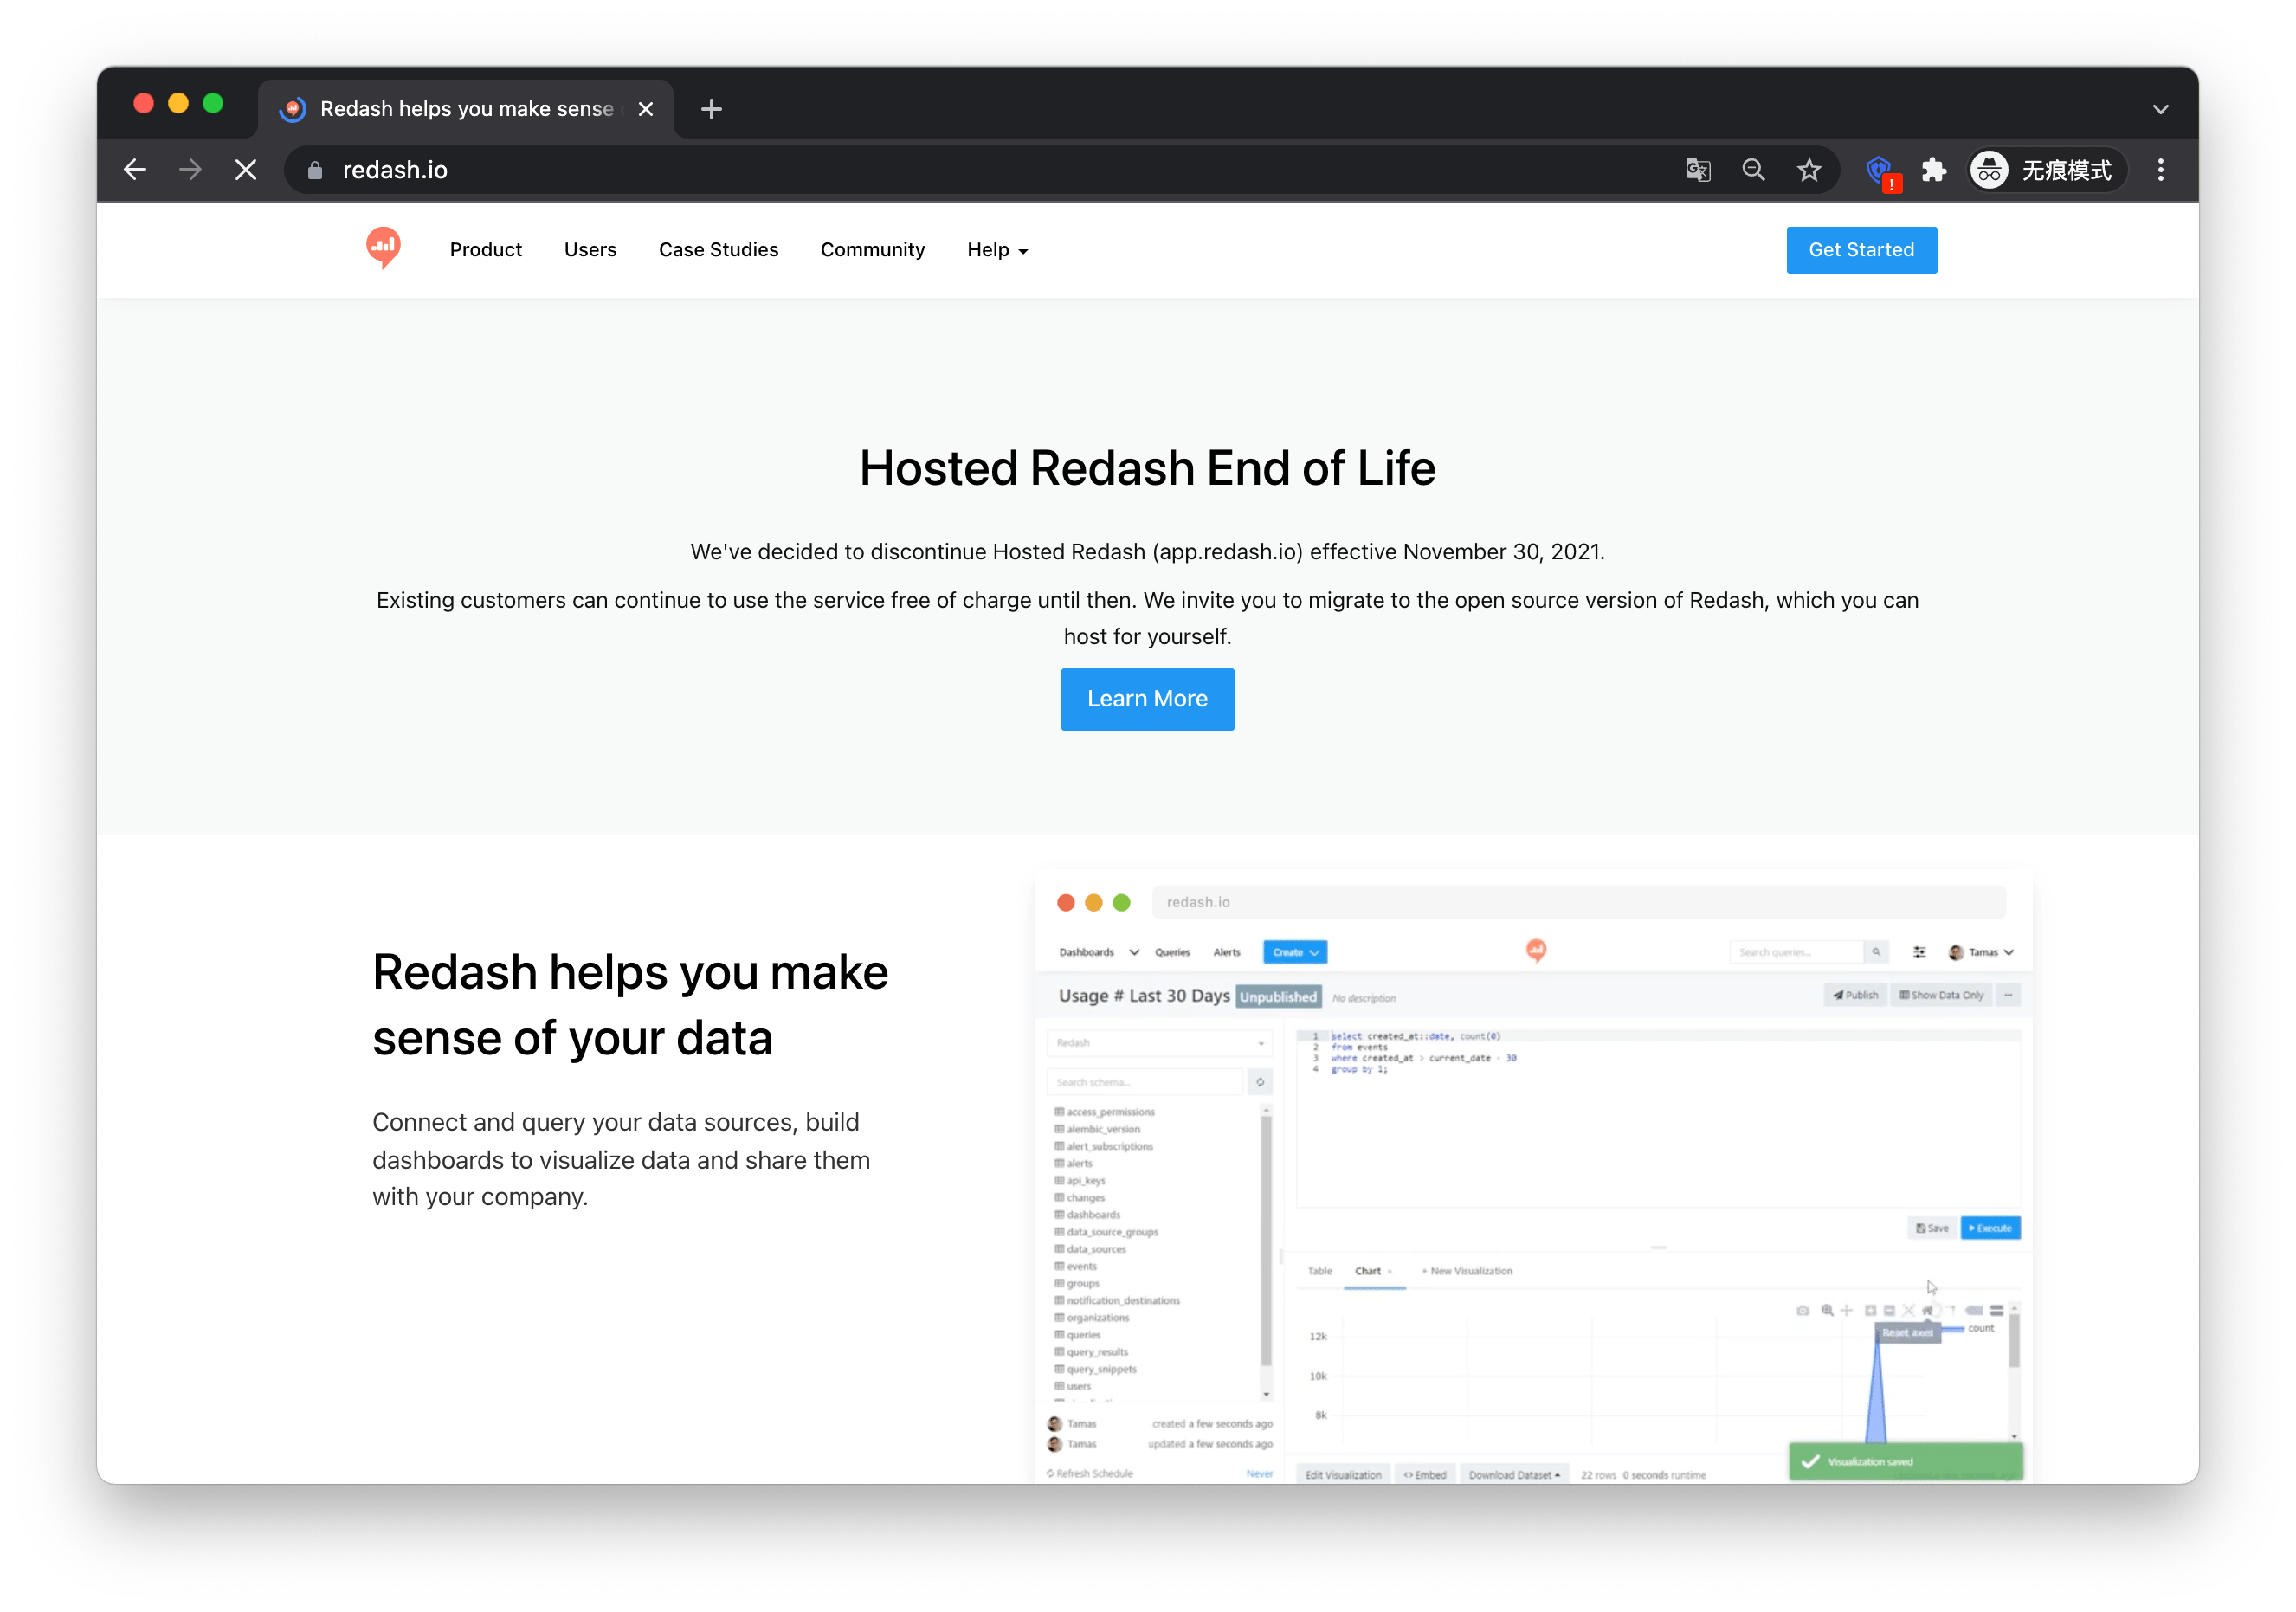 Redash helps you make sense
redash.io
无痕模式
Product
Users
Case Studies
Community
Help
Get Started
Hosted Redash End of Life
We've decided to discontinue Hosted Redash (app.redash.io) effective November 30, 2021.
Existing customers can continue to use the service free of charge until then. We invite you to migrate to the open source version of Redash, which you can
host for yourself.
Learn More
Redash helps you make
sense of your data
Connect and query your data sources, build
dashboards to visualize data and share them
with your company.
redash.io
Dashboards
Queries
Alerts
Create
Search queries...
Tamas
Usage # Last 30 Days
Unpublished
No description
Publish
Show Data Only
Redash
Search schema...
access_permissions
alembic_version
alert_subscriptions
alerts
api_keys
changes
dashboards
data_source_groups
data_sources
events
groups
notification_destinations
organizations
queries
query_results
query_snippets
users
Tamas created a few seconds ago
Tamas updated a few seconds ago
Refresh Schedule Never
1 select created_at::date, count(0)
2 from events
3 where created_at > current_date - 30
4 group by 1;
Save
Execute
Table
Chart ×
+ New Visualization
Reset axes
count
12k
10k
8k
Edit Visualization
<> Embed
Download Dataset
22 rows 0 seconds runtime
Visualization saved